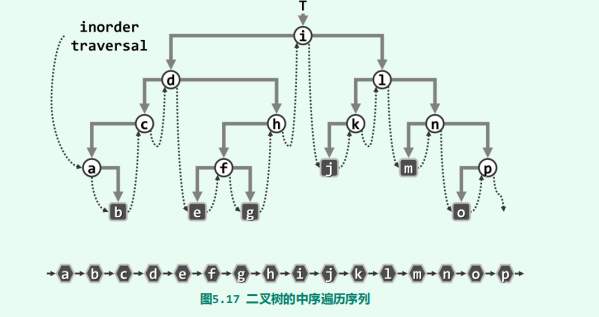 T
inorder
traversal
i
d l
c h k n
a f j m p
b e g o
a b c d e f g h i j k l m n o p
图5.17 二叉树的中序遍历序列